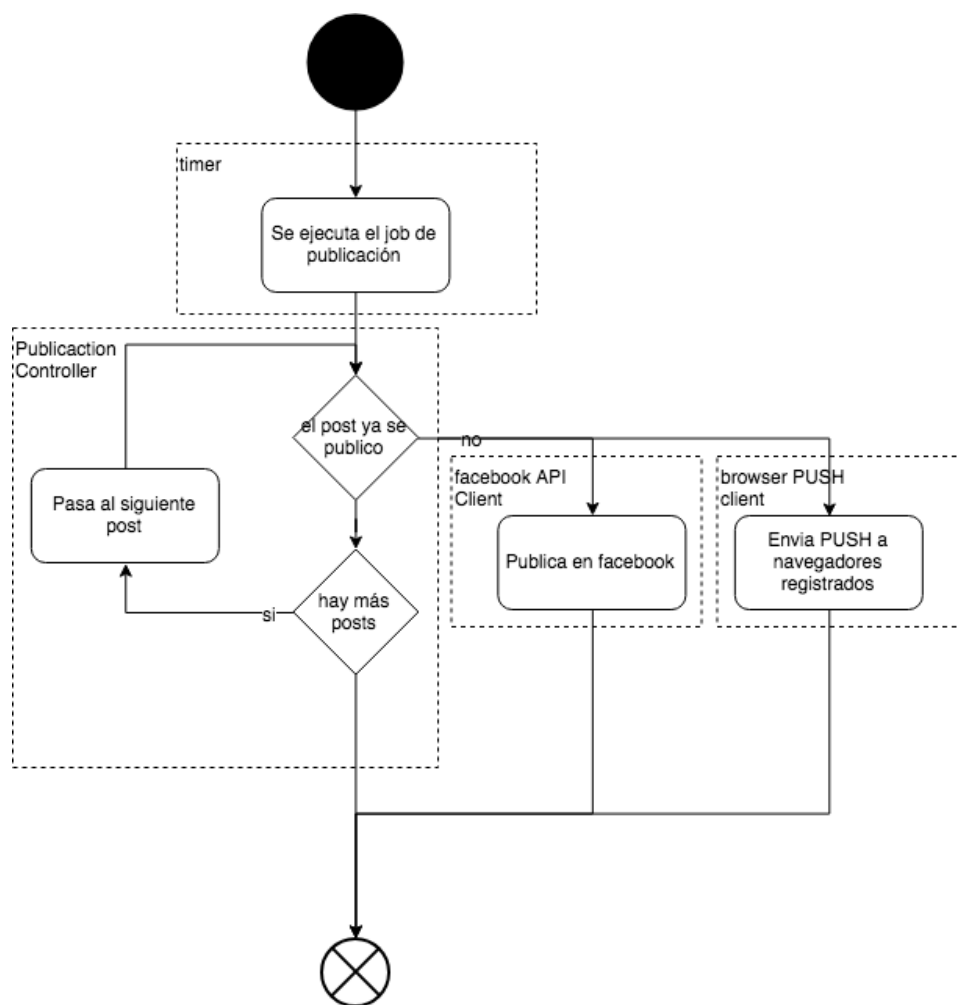 timer
Se ejecuta el job de
publicación
Publicaction
Controller
el post ya se
publico
no
facebook API
Client
browser PUSH
client
Pasa al siguiente
post
Publica en facebook
Envia PUSH a
navegadores
registrados
hay más
posts
si